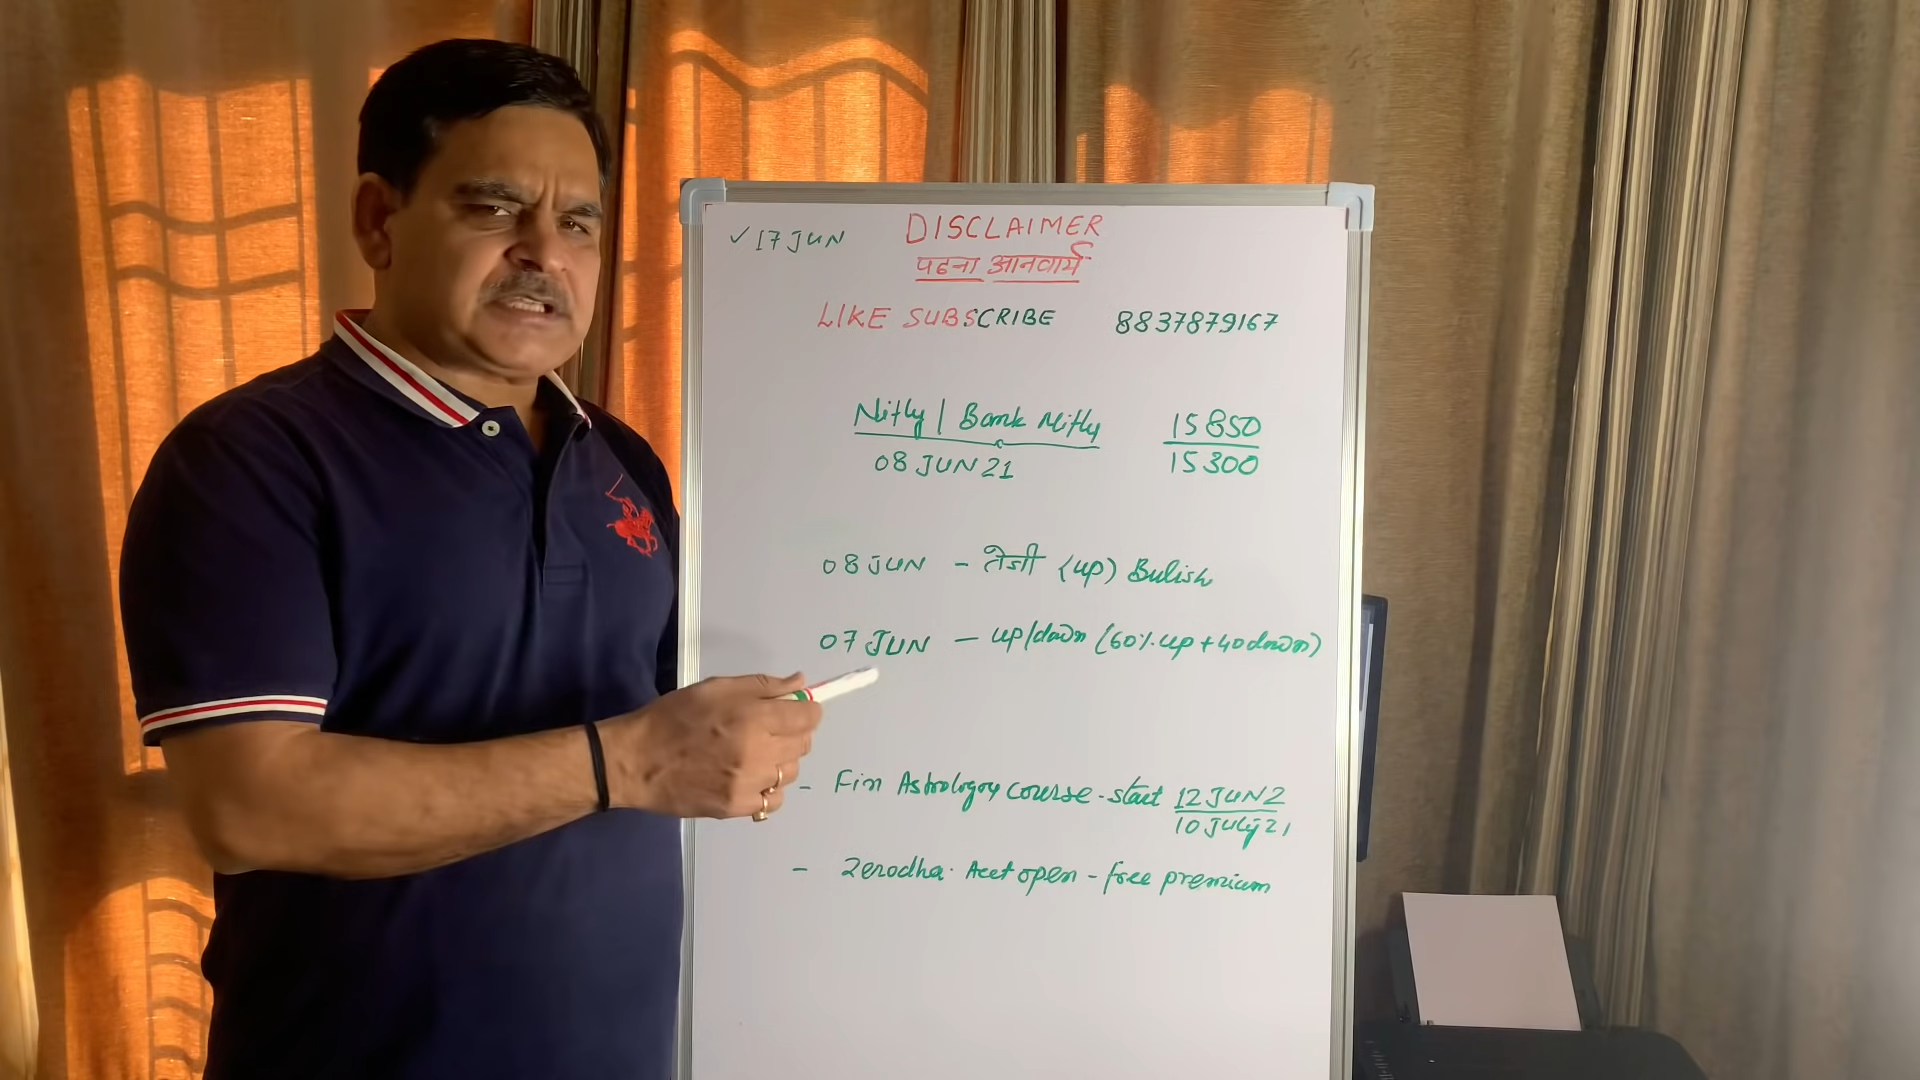 ✓ 17 JUN
DISCLAIMER
पढना आनवार्य
LIKE SUBSCRIBE 8837879167
Nifty | Bank Nifty 15850
08 JUN 21 15300
08 JUN - तेजी (up) Bulish
07 JUN - up/down (60% up + 40 down)
- Fin Astrology course - start 12 JUN 2
10 July 21
- Zerodha. Acct open - free premium